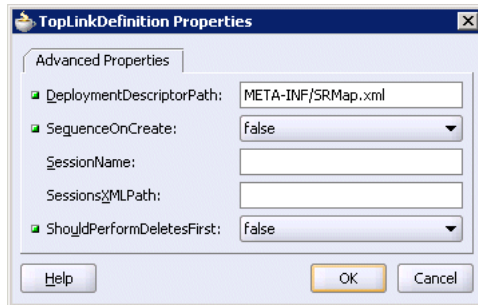 TopLinkDefinition Properties
Advanced Properties
DeploymentDescriptorPath: META-INF/SRMap.xml
SequenceOnCreate: false
SessionName:
SessionsXMLPath:
ShouldPerformDeletesFirst: false
Help OK Cancel